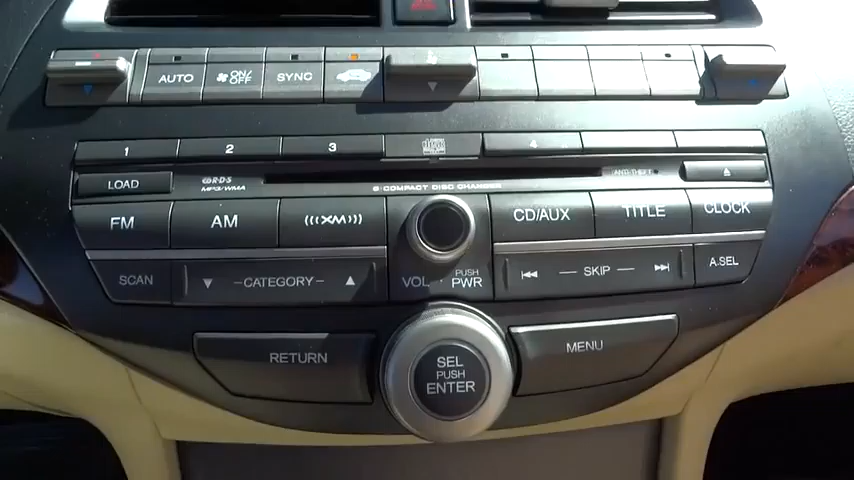 AUTO ON/OFF SYNC
1 2 3 4
LOAD
R·D·S
MP3/WMA
6 COMPACT DISC CHANGER
ANTI-THEFT
FM AM XM CD/AUX TITLE CLOCK
SCAN CATEGORY VOL PUSH PWR SKIP A.SEL
RETURN
SEL
PUSH
ENTER
MENU